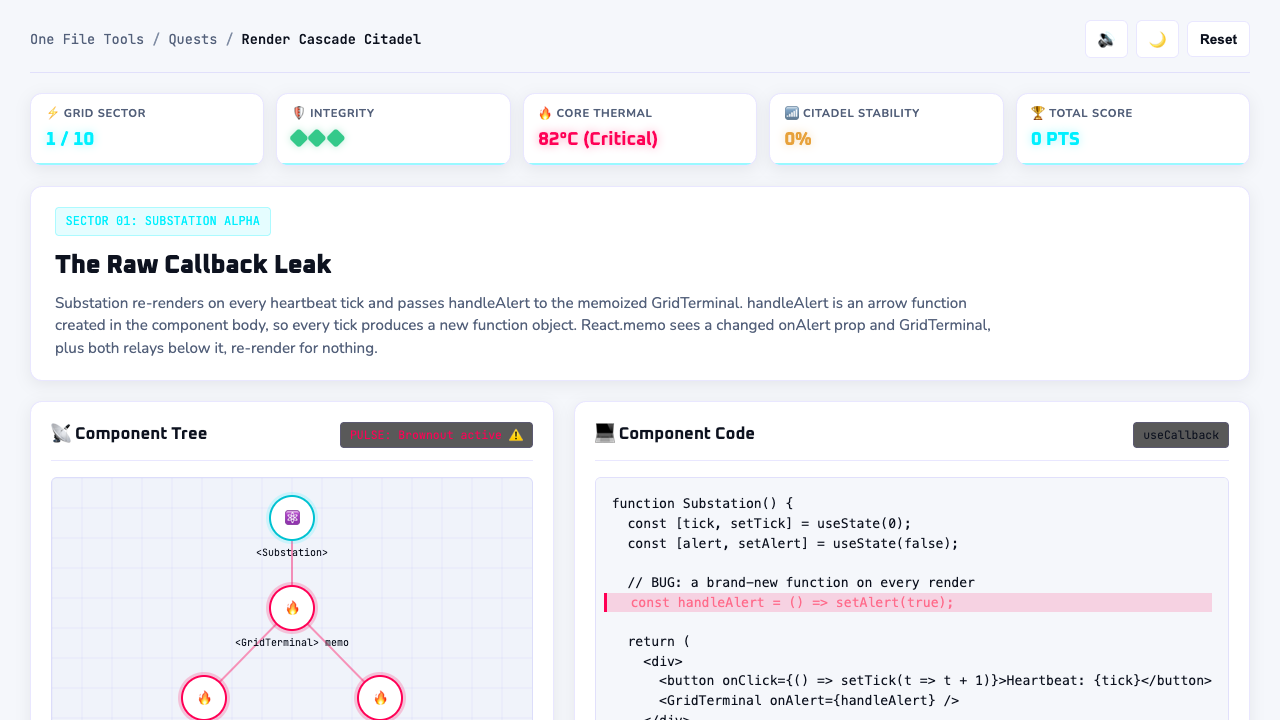 One File Tools / Quests / Render Cascade Citadel
Reset
GRID SECTOR
1 / 10
INTEGRITY
CORE THERMAL
82°C (Critical)
CITADEL STABILITY
0%
TOTAL SCORE
0 PTS
SECTOR 01: SUBSTATION ALPHA
The Raw Callback Leak
Substation re-renders on every heartbeat tick and passes handleAlert to the memoized GridTerminal. handleAlert is an arrow function
created in the component body, so every tick produces a new function object. React.memo sees a changed onAlert prop and GridTerminal,
plus both relays below it, re-render for nothing.
Component Tree
PULSE: Brownout active
<Substation>
<GridTerminal> memo
Component Code
useCallback
function Substation() {
  const [tick, setTick] = useState(0);
  const [alert, setAlert] = useState(false);
  // BUG: a brand-new function on every render
  const handleAlert = () => setAlert(true);
  return (
    <div>
      <button onClick={() => setTick(t => t + 1)}>Heartbeat: {tick}</button>
      <GridTerminal onAlert={handleAlert} />
    </div>